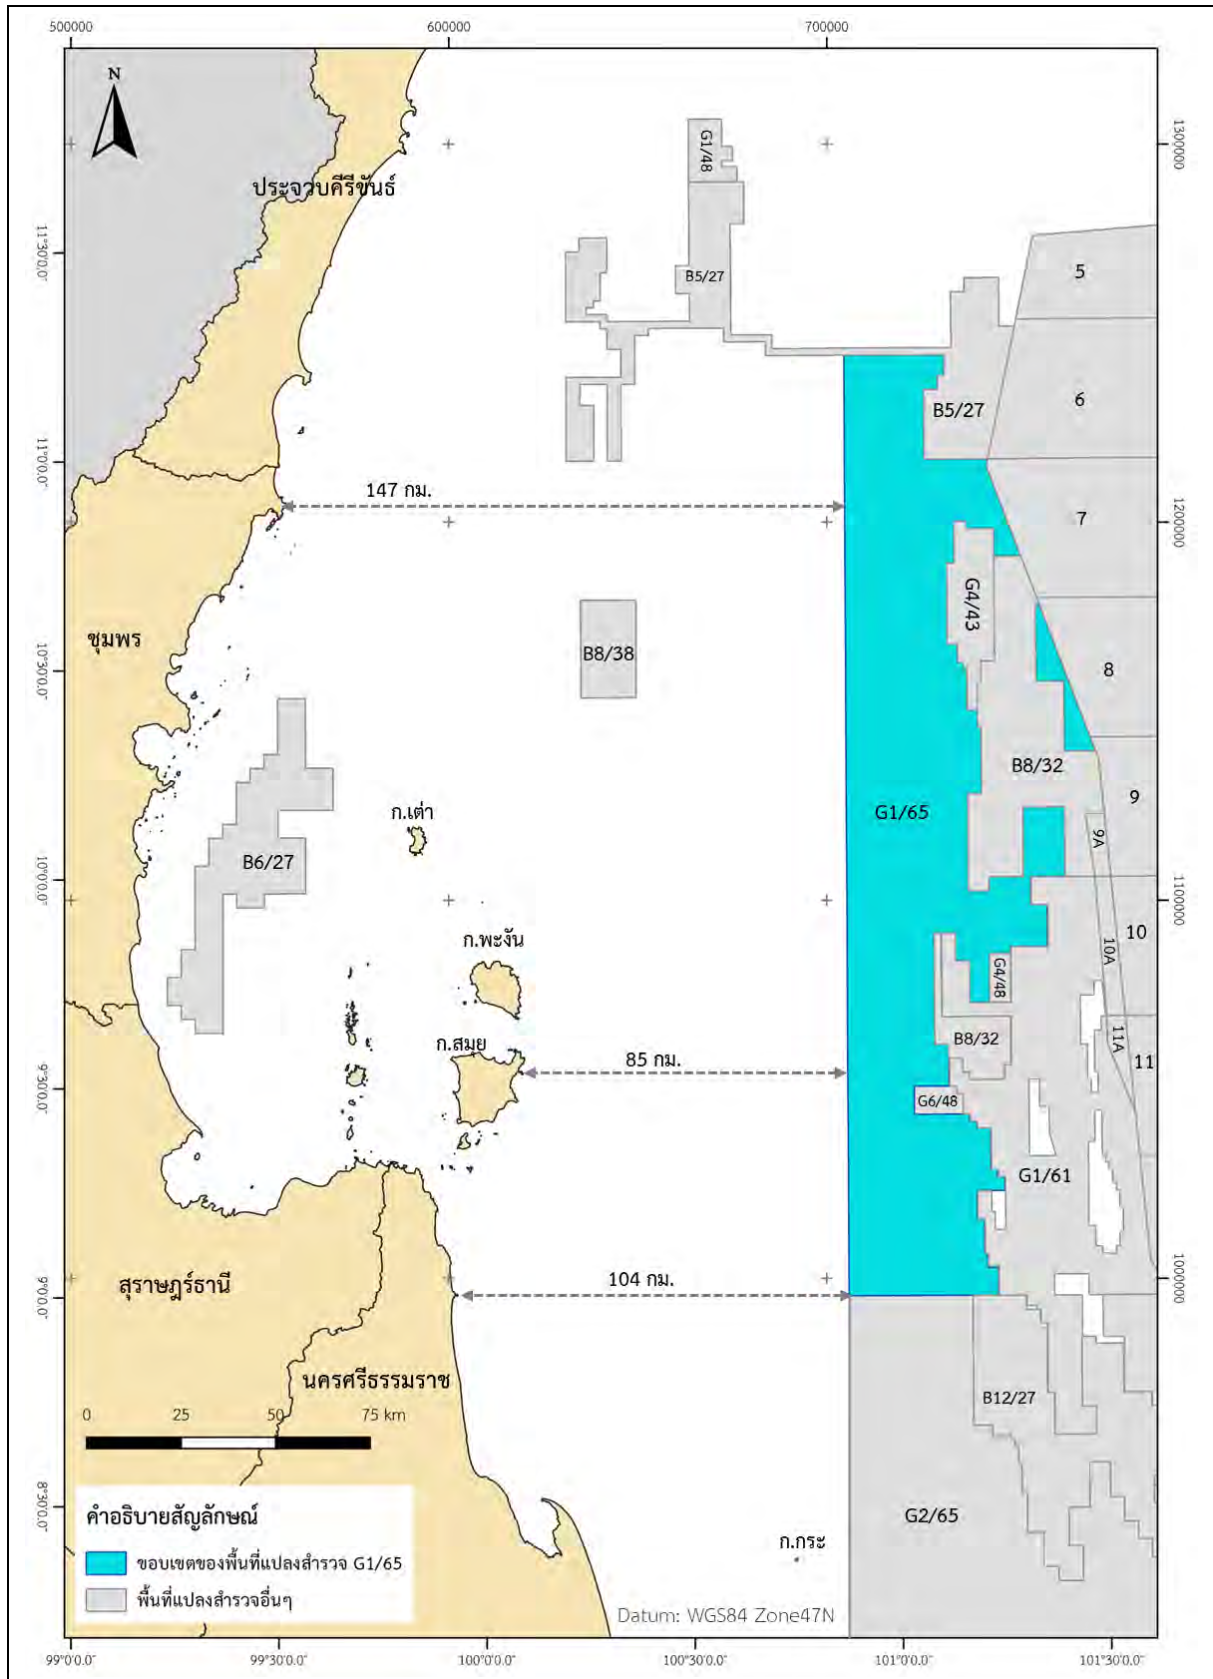 500000
600000
700000
N
1300000
G1/48
ประจวบคีรีขันธ์
11°30'0.0"
B5/27
5
6
B5/27
11°0'0.0"
147 กม.
7
1200000
G4/43
ชุมพร
B8/38
10°30'0.0"
8
B8/32
9
ก.เต่า
G1/65
9A
B6/27
10°0'0.0"
1100000
ก.พะงัน
10
10A
G4/48
ก.สมุย
B8/32
11A
11
85 กม.
9°30'0.0"
G6/48
G1/61
สุราษฎร์ธานี
104 กม.
9°0'0.0"
1000000
นครศรีธรรมราช
B12/27
0 25 50 75 km
8°30'0.0"
คำอธิบายสัญลักษณ์
G2/65
ก.กระ
ขอบเขตของพื้นที่แปลงสำรวจ G1/65
พื้นที่แปลงสำรวจอื่นๆ
Datum: WGS84 Zone47N
99°0'0.0"
99°30'0.0"
100°0'0.0"
100°30'0.0"
101°0'0.0"
101°30'0.0"